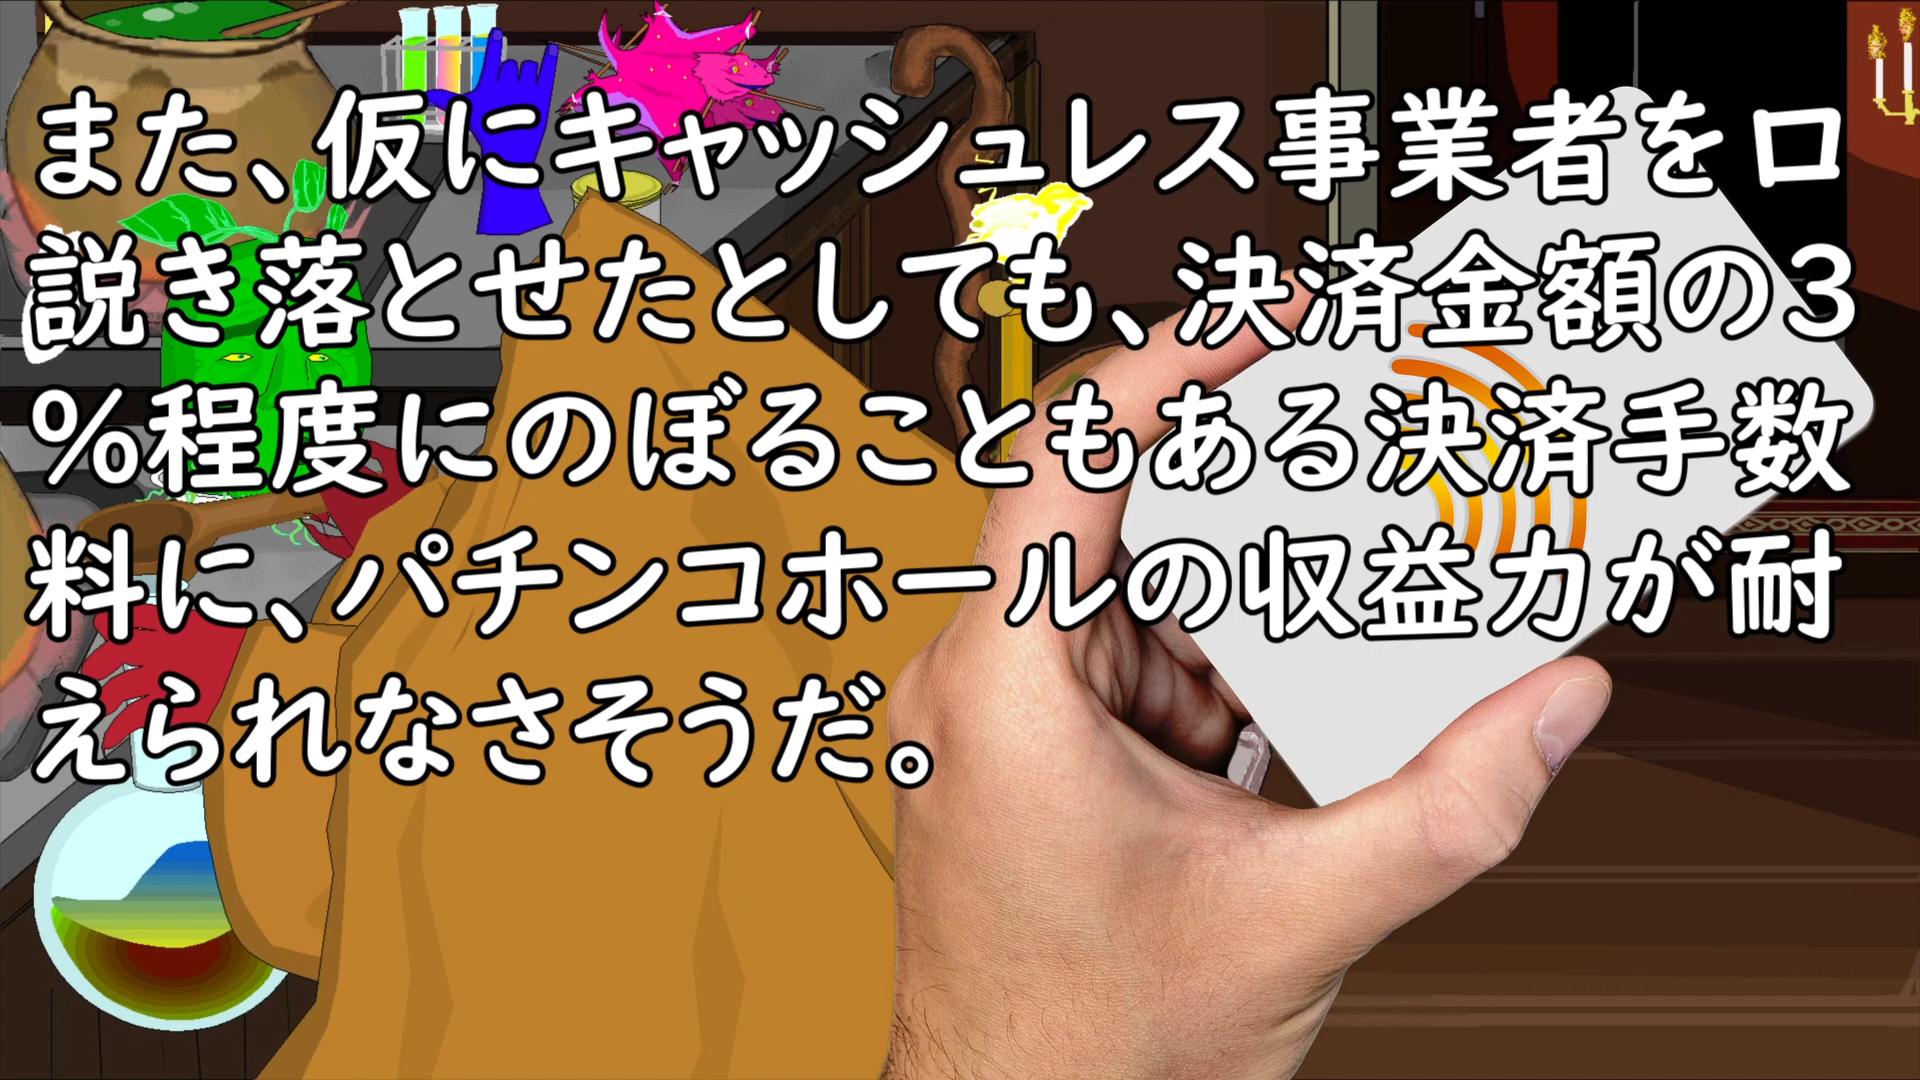 また、仮にキャッシュレス事業者を口
説き落とせたとしても、決済金額の3
%程度にのぼることもある決済手数
料に、パチンコホールの収益力が耐
えられなさそうだ。